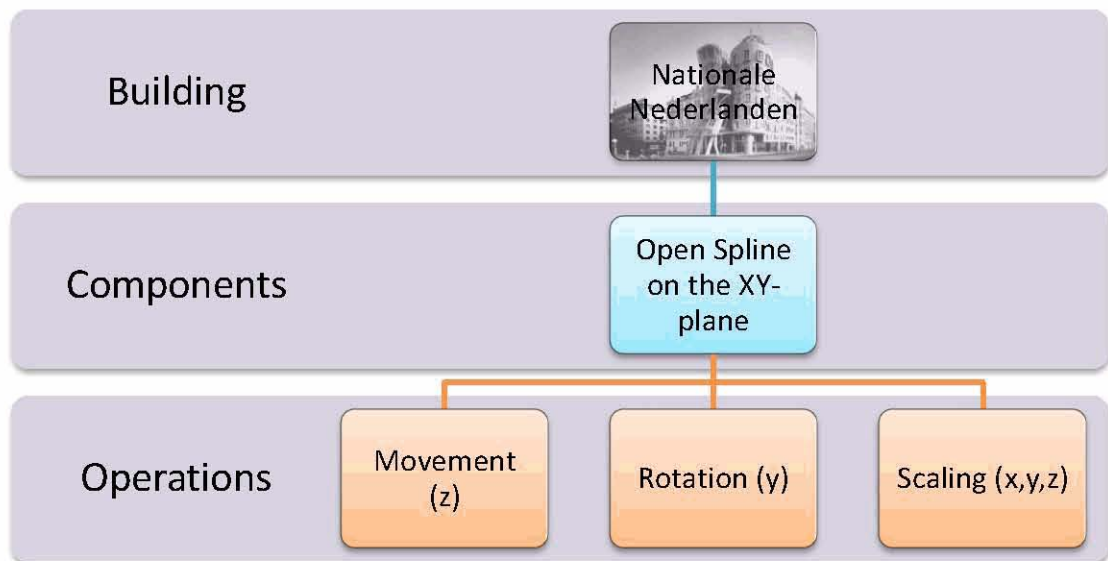 Building
Nationale
Nederlanden
Components
Open Spline
on the XY-
plane
Operations
Movement
(z)
Rotation (y)
Scaling (x,y,z)